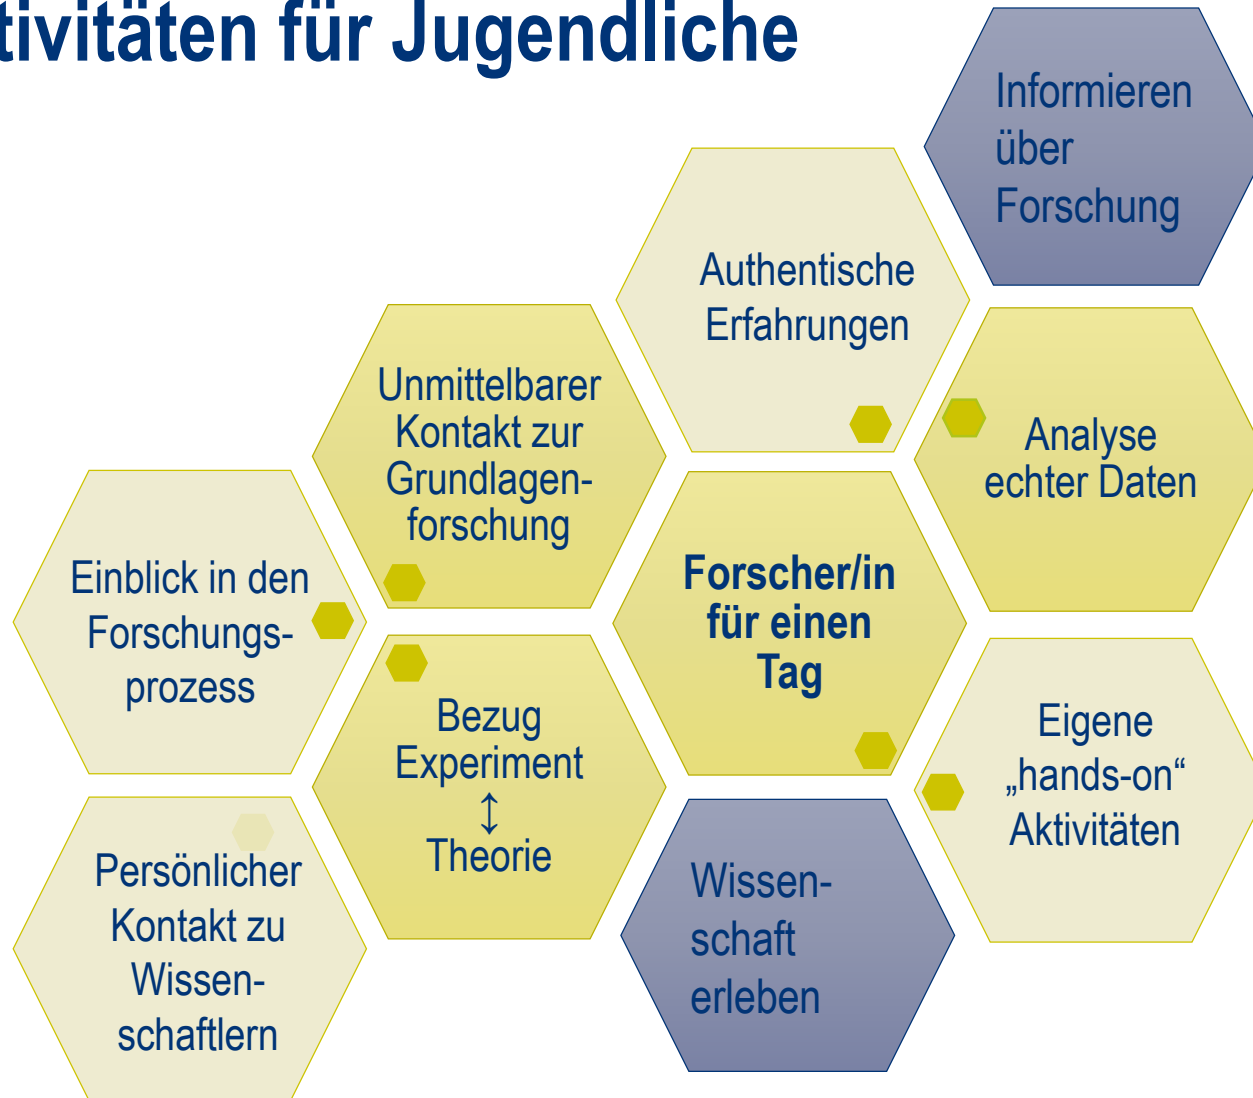 tivitäten für Jugendliche
Informieren
über
Forschung
Authentische
Erfahrungen
Unmittelbarer
Kontakt zur
Grundlagen-
forschung
Analyse
echter Daten
Einblick in den
Forschungs-
prozess
Forscher/in
für einen
Tag
Bezug
Experiment
↕
Theorie
Eigene
„hands-on“
Aktivitäten
Persönlicher
Kontakt zu
Wissen-
schaftlern
Wissen-
schaft
erleben